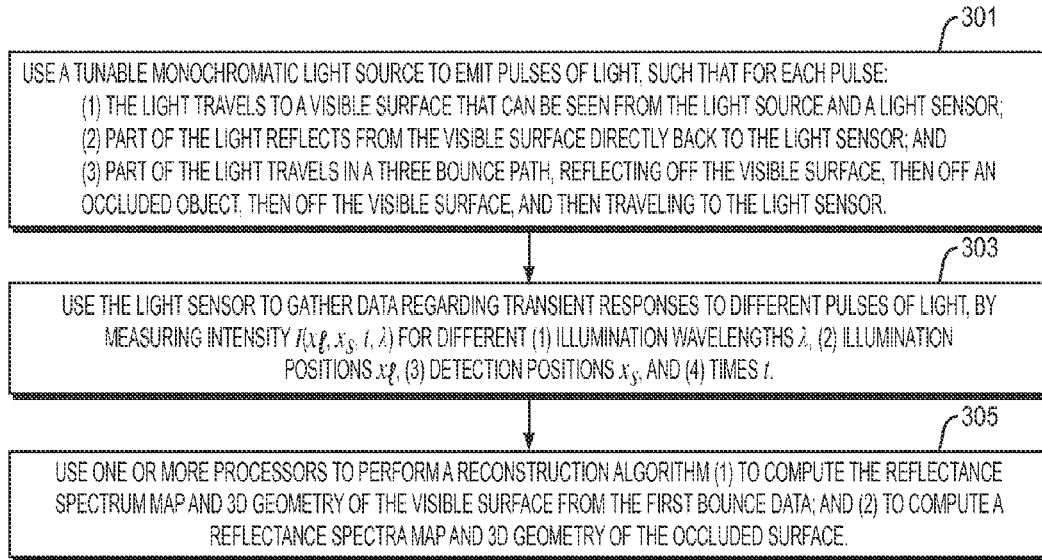 301
USE A TUNABLE MONOCHROMATIC LIGHT SOURCE TO EMIT PULSES OF LIGHT, SUCH THAT FOR EACH PULSE:
(1) THE LIGHT TRAVELS TO A VISIBLE SURFACE THAT CAN BE SEEN FROM THE LIGHT SOURCE AND A LIGHT SENSOR;
(2) PART OF THE LIGHT REFLECTS FROM THE VISIBLE SURFACE DIRECTLY BACK TO THE LIGHT SENSOR; AND
(3) PART OF THE LIGHT TRAVELS IN A THREE BOUNCE PATH, REFLECTING OFF THE VISIBLE SURFACE, THEN OFF AN
OCCLUDED OBJECT, THEN OFF THE VISIBLE SURFACE, AND THEN TRAVELING TO THE LIGHT SENSOR.
303
USE THE LIGHT SENSOR TO GATHER DATA REGARDING TRANSIENT RESPONSES TO DIFFERENT PULSES OF LIGHT, BY
MEASURING INTENSITY I(xℓ, xs, t, λ) FOR DIFFERENT (1) ILLUMINATION WAVELENGTHS λ, (2) ILLUMINATION
POSITIONS xℓ, (3) DETECTION POSITIONS xs, AND (4) TIMES t.
305
USE ONE OR MORE PROCESSORS TO PERFORM A RECONSTRUCTION ALGORITHM (1) TO COMPUTE THE REFLECTANCE
SPECTRUM MAP AND 3D GEOMETRY OF THE VISIBLE SURFACE FROM THE FIRST BOUNCE DATA; AND (2) TO COMPUTE A
REFLECTANCE SPECTRA MAP AND 3D GEOMETRY OF THE OCCLUDED SURFACE.